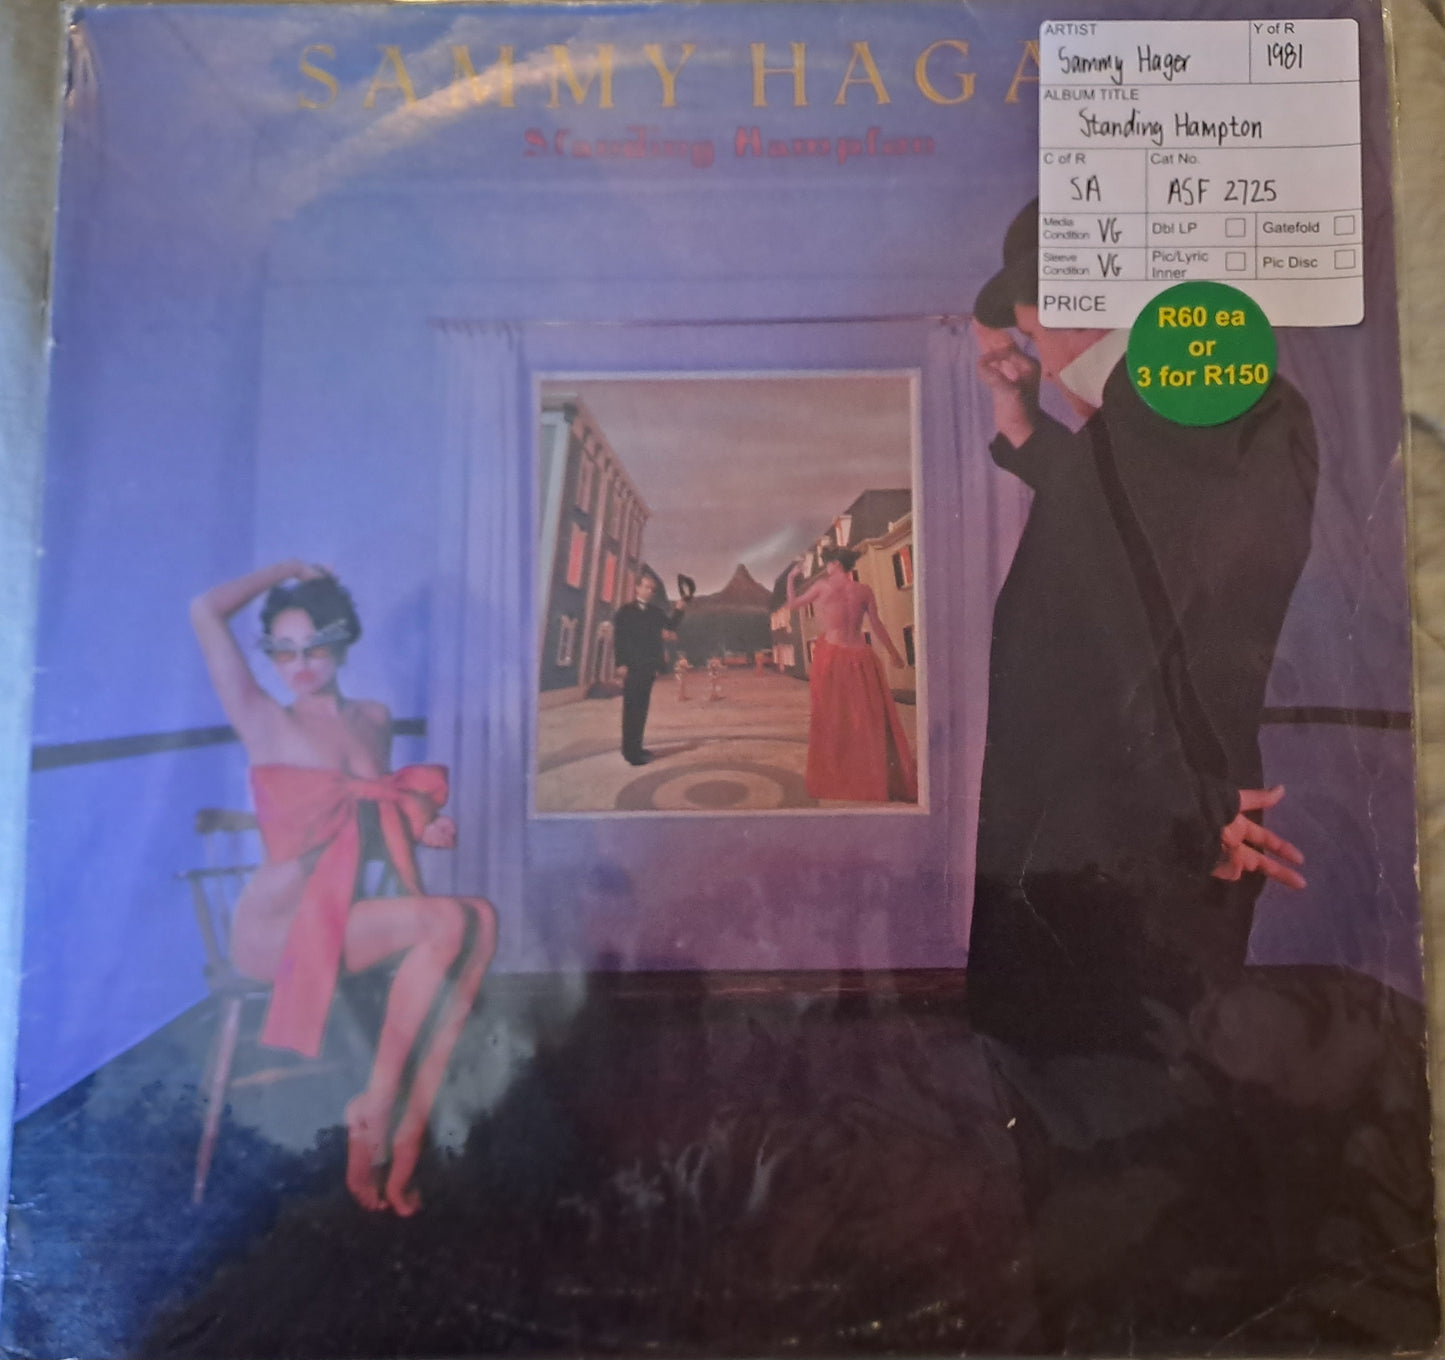 SAMMY HAGA
Standing Hampton
ARTIST
Sammy Hager
Y of R
1981
ALBUM TITLE
Standing Hampton
C of R
SA
Cat No.
ASF 2725
Media
Condition
VG
Dbl LP
Gatefold
Sleeve
Condition
VG
Pic/Lyric
Inner
Pic Disc
PRICE
R60 ea
or
3 for R150